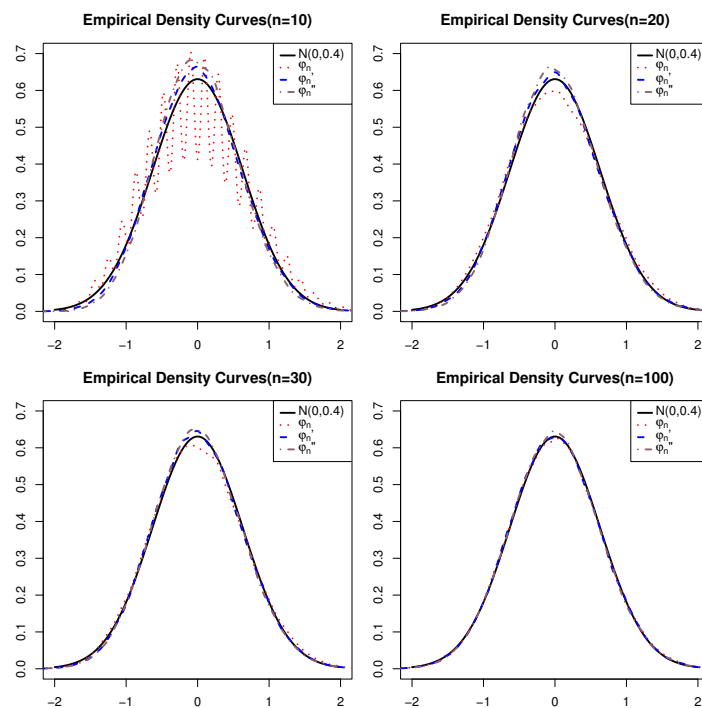 Empirical Density Curves(n=10)
N(0,0.4)
φn
φn'
φn''
0.0 0.1 0.2 0.3 0.4 0.5 0.6 0.7
−2 −1 0 1 2
Empirical Density Curves(n=20)
N(0,0.4)
φn
φn'
φn''
0.0 0.1 0.2 0.3 0.4 0.5 0.6 0.7
−2 −1 0 1 2
Empirical Density Curves(n=30)
N(0,0.4)
φn
φn'
φn''
0.0 0.1 0.2 0.3 0.4 0.5 0.6 0.7
−2 −1 0 1 2
Empirical Density Curves(n=100)
N(0,0.4)
φn
φn'
φn''
0.0 0.1 0.2 0.3 0.4 0.5 0.6 0.7
−2 −1 0 1 2